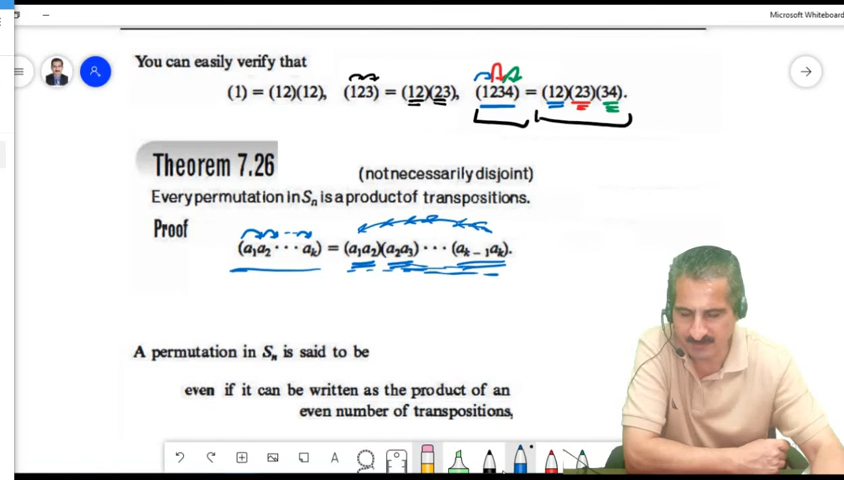 Microsoft Whiteboard
You can easily verify that
(1) = (12)(12), (123) = (12)(23), (1234) = (12)(23)(34).
Theorem 7.26 (not necessarily disjoint)
Every permutation in Sₙ is a product of transpositions.
Proof
(a₁a₂ · · · aₖ) = (a₁a₂)(a₂a₃) · · · (aₖ₋₁aₖ).
A permutation in Sₙ is said to be
even if it can be written as the product of an
even number of transpositions,